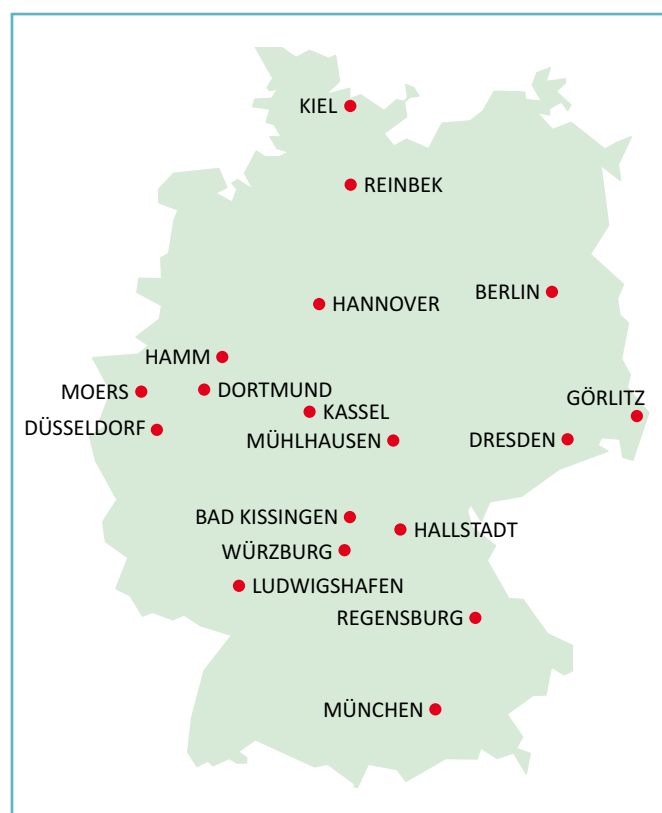 KIEL
REINBEK
BERLIN
HANNOVER
HAMM
DORTMUND
MOERS
GÖRLITZ
KASSEL
DÜSSELDORF
MÜHLHAUSEN
DRESDEN
BAD KISSINGEN
HALLSTADT
WÜRZBURG
LUDWIGSHAFEN
REGENSBURG
MÜNCHEN